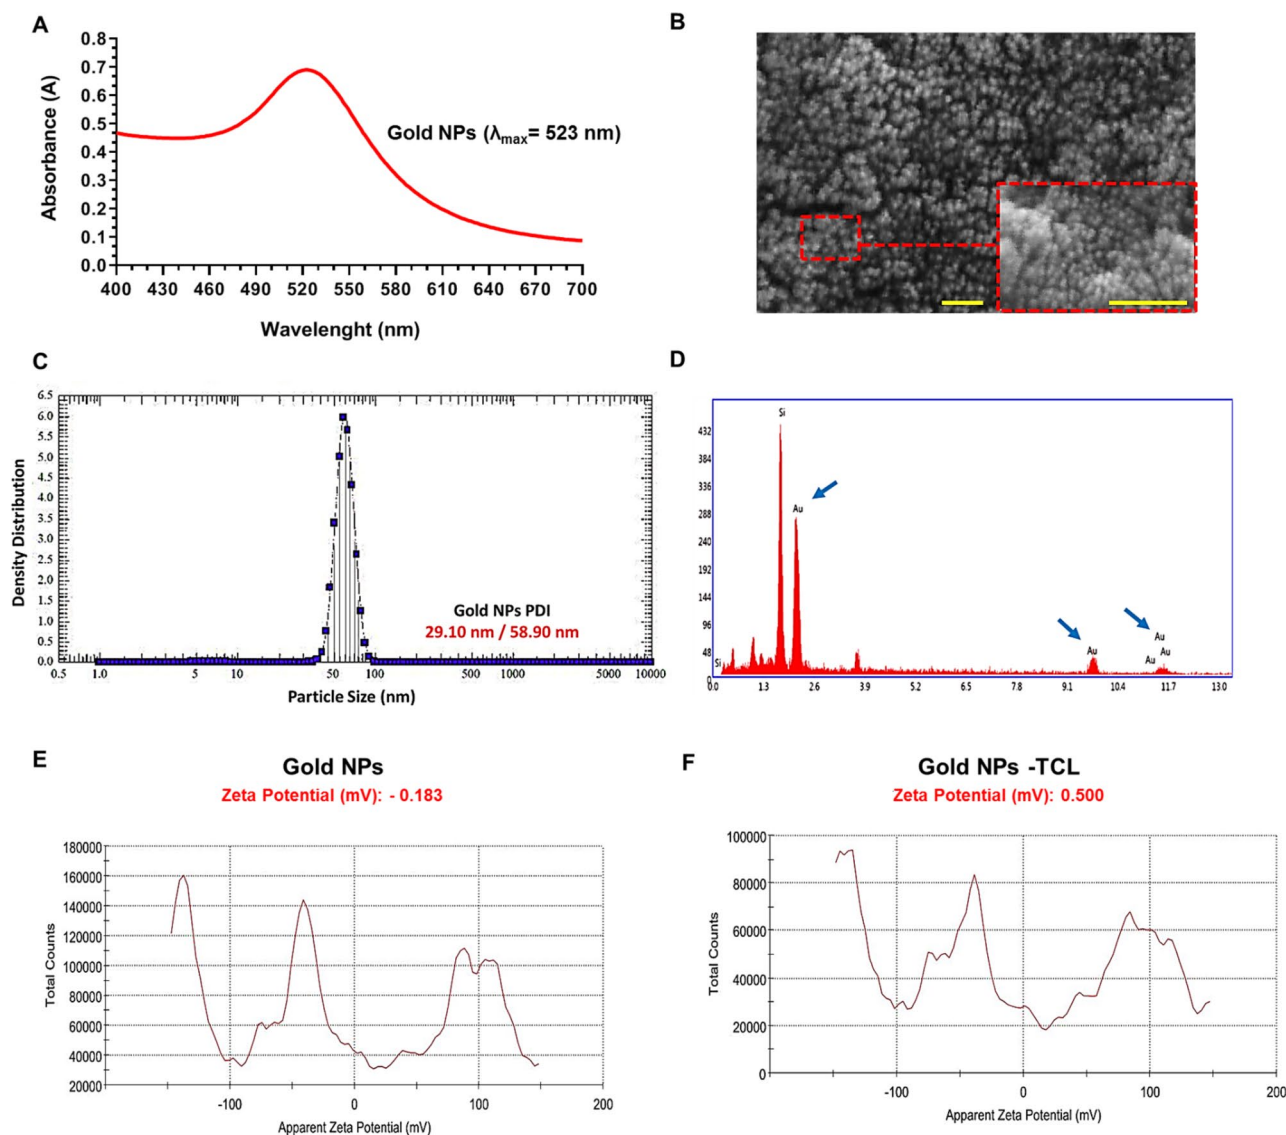 A
0.8
0.7
0.6
0.5
0.4
0.3
0.2
0.1
0.0
Absorbance (A)
Gold NPs (λmax= 523 nm)
400 430 460 490 520 550 580 610 640 670 700
Wavelenght (nm)
B
C
6.5
6.0
5.5
5.0
4.5
4.0
3.5
3.0
2.5
2.0
1.5
1.0
0.5
0.0
Density Distribution
Gold NPs PDI
29.10 nm / 58.90 nm
0.5 1.0 5 10 50 100 500 1000 5000 10000
Particle Size (nm)
D
432
384
336
288
240
192
144
96
48
0
Si
Au
Au
Au
Au
Au
Si
0.0 1.3 2.6 3.9 5.2 6.5 7.8 9.1 10.4 11.7 13.0
E
Gold NPs
Zeta Potential (mV): - 0.183
180000
160000
140000
120000
100000
80000
60000
40000
20000
Total Counts
-100 0 100 200
Apparent Zeta Potential (mV)
F
Gold NPs -TCL
Zeta Potential (mV): 0.500
100000
80000
60000
40000
20000
0
Total Counts
-100 0 100 200
Apparent Zeta Potential (mV)